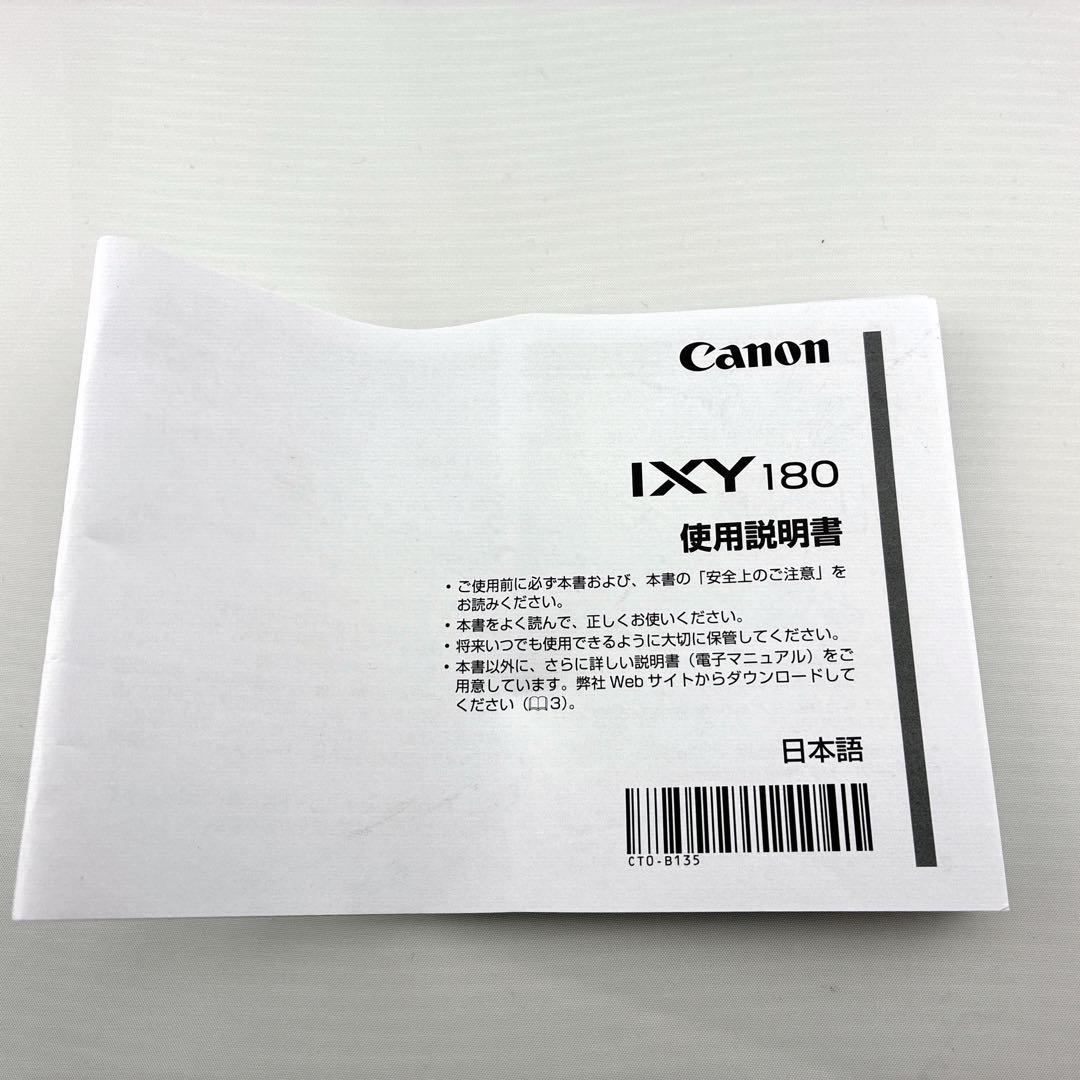 Canon
IXY 180
使用説明書
・ご使用前に必ず本書および、本書の「安全上のご注意」を
お読みください。
・本書をよく読んで、正しくお使いください。
・将来いつでも使用できるように大切に保管してください。
・本書以外に、さらに詳しい説明書（電子マニュアル）をご
用意しています。弊社 Web サイトからダウンロードして
ください（📖3）。
日本語
CT0-B135